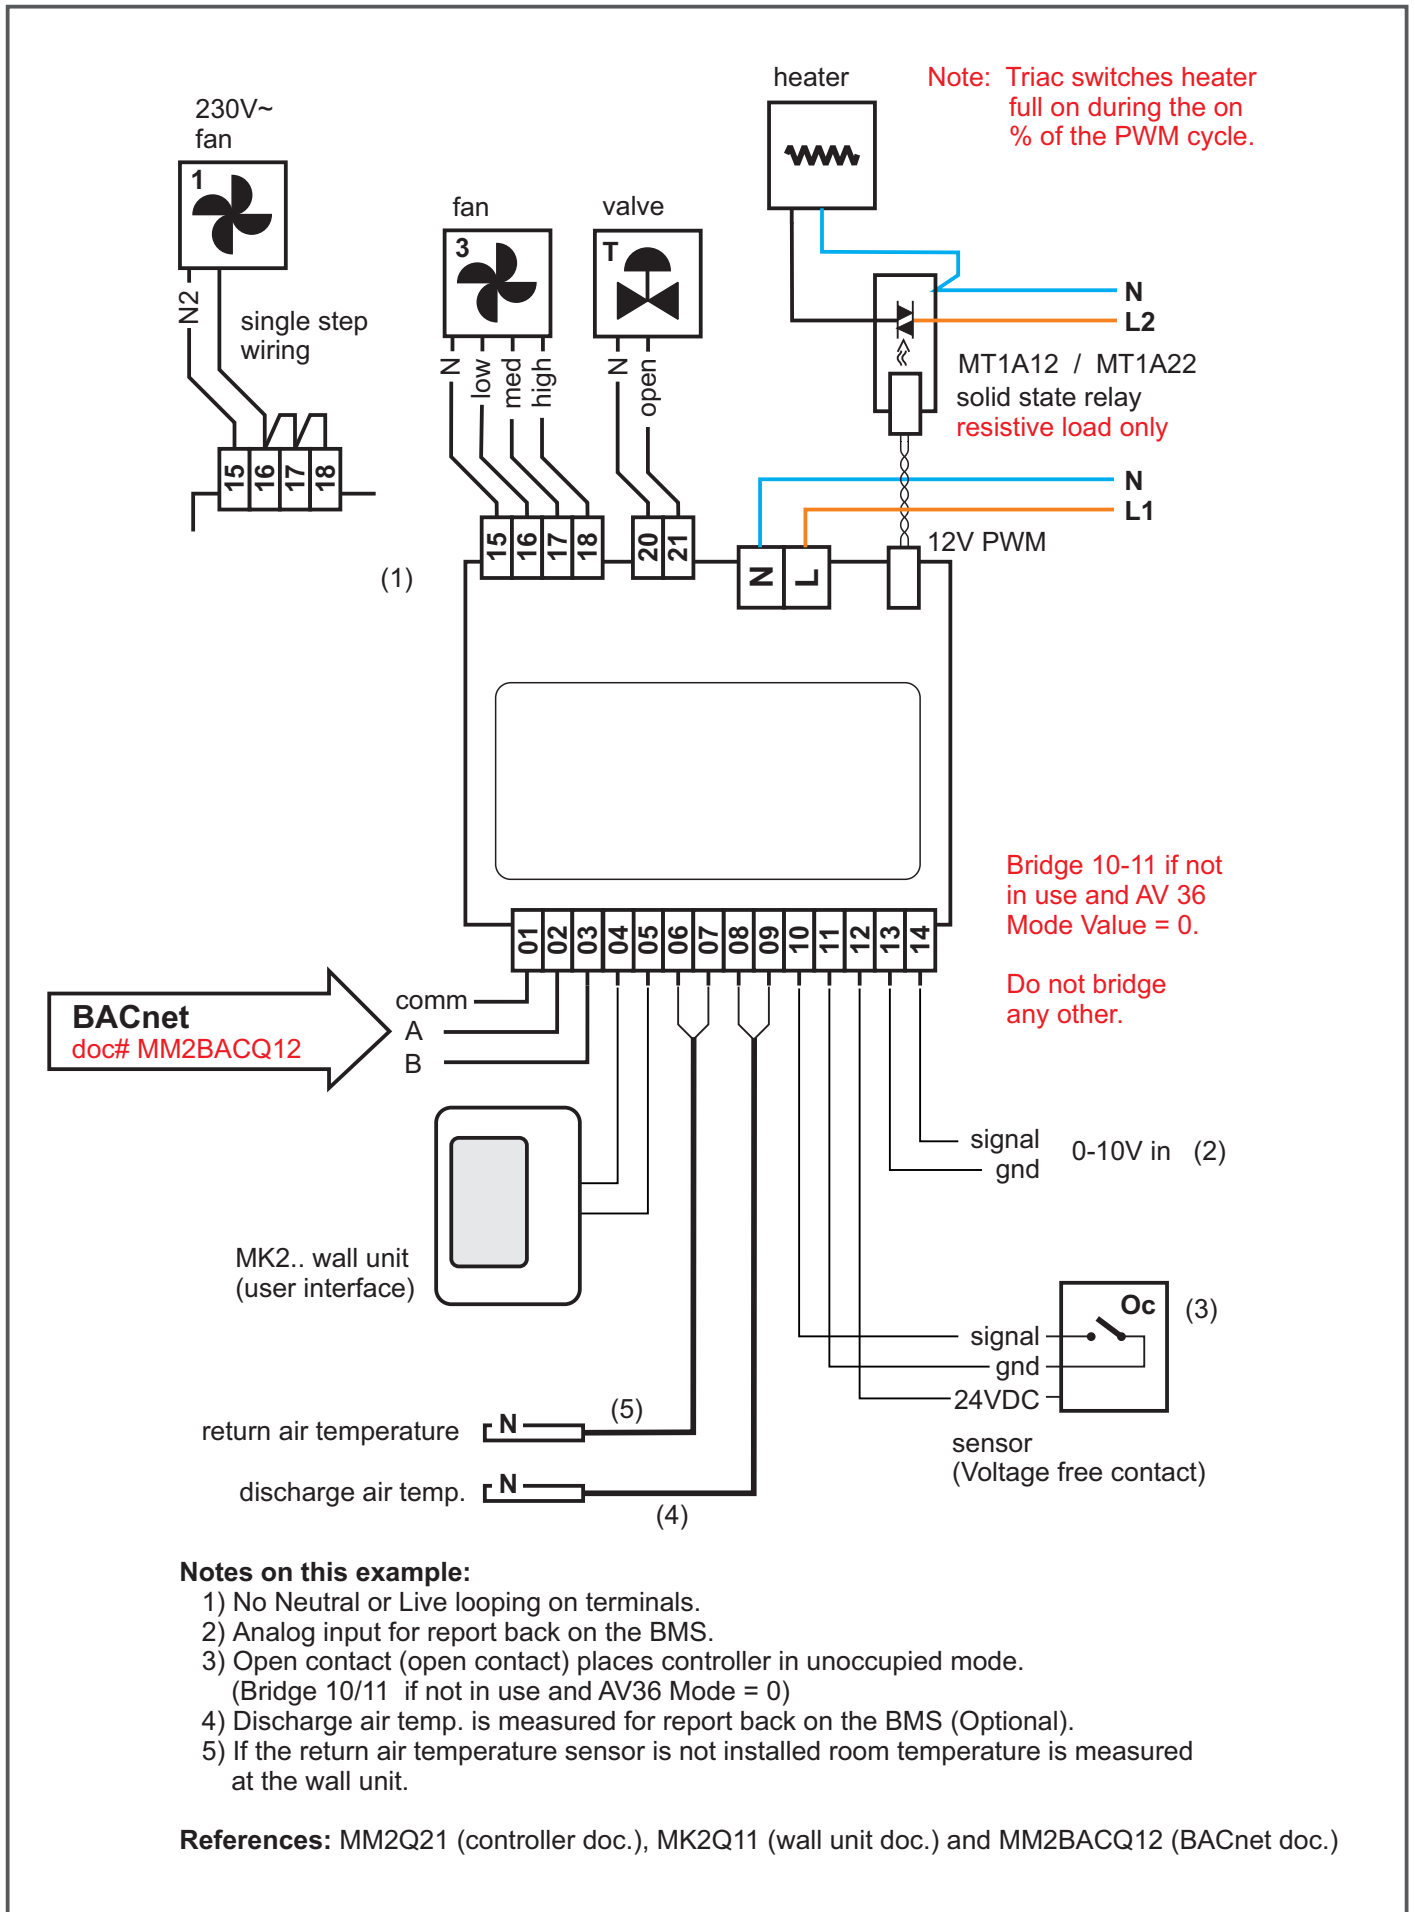 heater
Note: Triac switches heater
full on during the on
% of the PWM cycle.
230V~
fan
1
fan
valve
3
T
N2
single step
wiring
N
low
med
high
N
open
N
L2
MT1A12 / MT1A22
solid state relay
resistive load only
15 16 17 18
N
L1
12V PWM
15 16 17 18
20 21
N L
(1)
Bridge 10-11 if not
in use and AV 36
Mode Value = 0.
Do not bridge
any other.
01 02 03 04 05 06 07 08 09 10 11 12 13 14
BACnet
doc# MM2BACQ12
comm
A
B
signal
gnd
0-10V in (2)
MK2.. wall unit
(user interface)
Oc
(3)
signal
gnd
24VDC
sensor
(Voltage free contact)
return air temperature
N
(5)
discharge air temp.
N
(4)
Notes on this example:
1) No Neutral or Live looping on terminals.
2) Analog input for report back on the BMS.
3) Open contact (open contact) places controller in unoccupied mode.
(Bridge 10/11 if not in use and AV36 Mode = 0)
4) Discharge air temp. is measured for report back on the BMS (Optional).
5) If the return air temperature sensor is not installed room temperature is measured
at the wall unit.
References: MM2Q21 (controller doc.), MK2Q11 (wall unit doc.) and MM2BACQ12 (BACnet doc.)